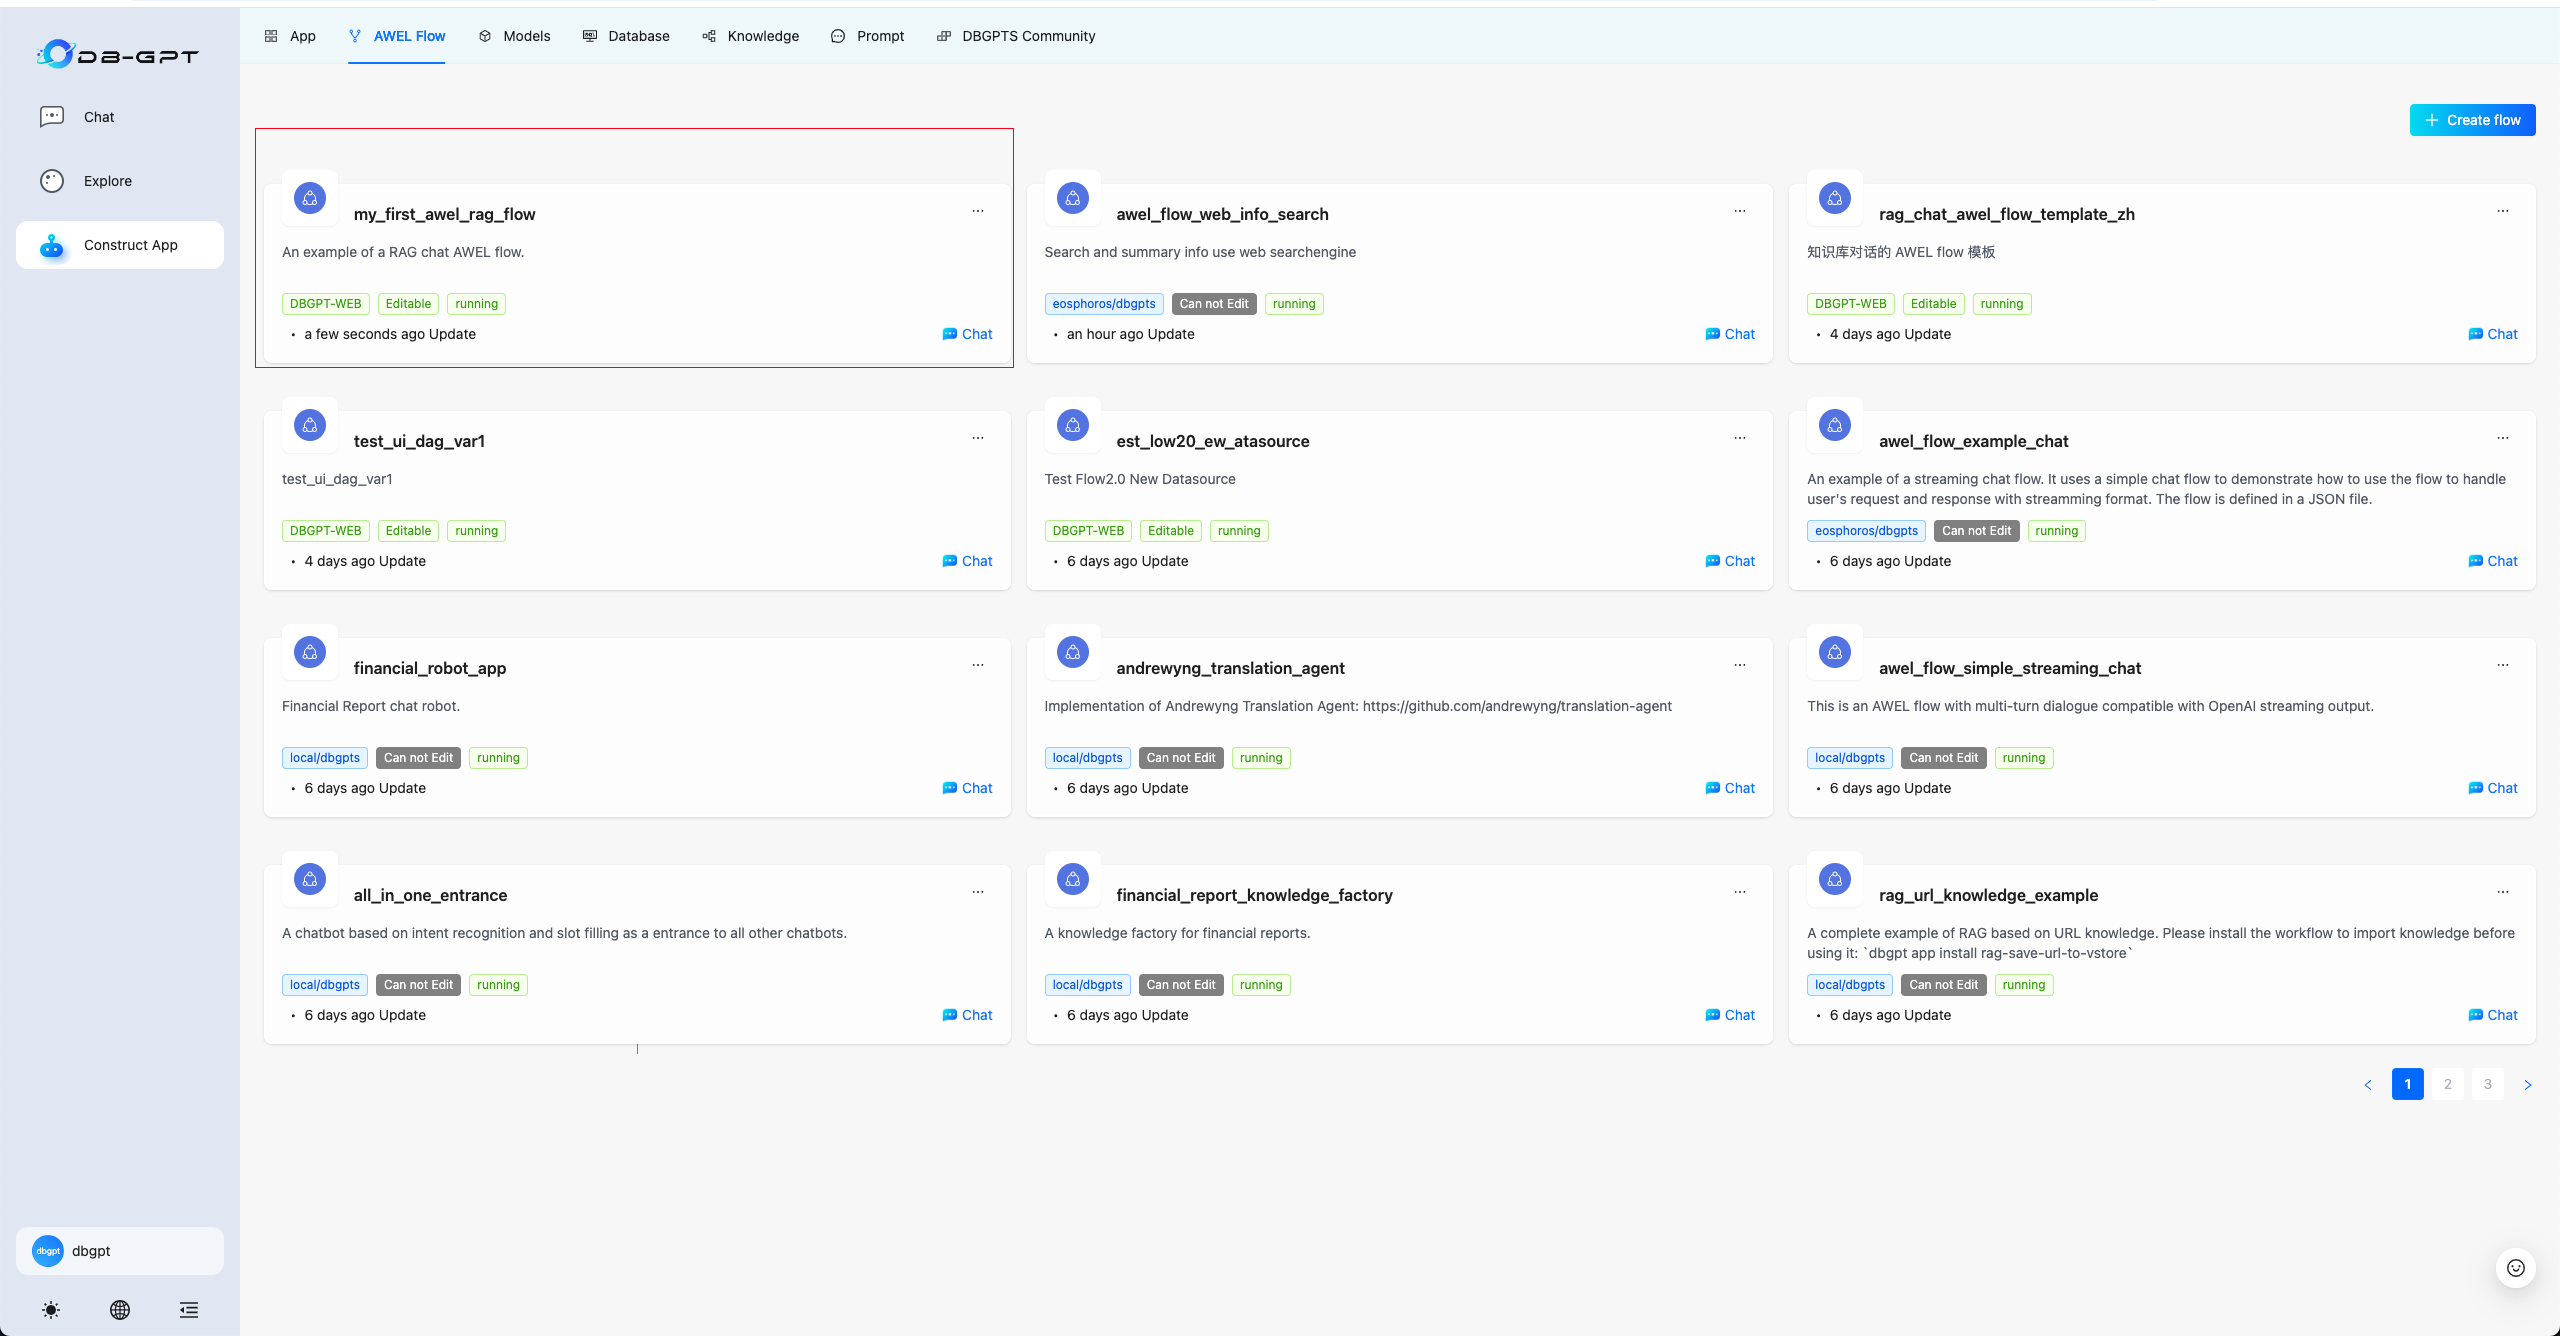 DB-GPT
App
AWEL Flow
Models
Database
Knowledge
Prompt
DBGPTS Community
Chat
Explore
Construct App
Create flow
my_first_awel_rag_flow
An example of a RAG chat AWEL flow.
DBGPT-WEB Editable running
• a few seconds ago Update
Chat
awel_flow_web_info_search
Search and summary info use web searchengine
eosphoros/dbgpts Can not Edit running
• an hour ago Update
Chat
rag_chat_awel_flow_template_zh
知识库对话的 AWEL flow 模板
DBGPT-WEB Editable running
• 4 days ago Update
Chat
test_ui_dag_var1
test_ui_dag_var1
DBGPT-WEB Editable running
• 4 days ago Update
Chat
est_low20_ew_atasource
Test Flow2.0 New Datasource
DBGPT-WEB Editable running
• 6 days ago Update
Chat
awel_flow_example_chat
An example of a streaming chat flow. It uses a simple chat flow to demonstrate how to use the flow to handle
user's request and response with streamming format. The flow is defined in a JSON file.
eosphoros/dbgpts Can not Edit running
• 6 days ago Update
Chat
financial_robot_app
Financial Report chat robot.
local/dbgpts Can not Edit running
• 6 days ago Update
Chat
andrewyng_translation_agent
Implementation of Andrewyng Translation Agent: https://github.com/andrewyng/translation-agent
local/dbgpts Can not Edit running
• 6 days ago Update
Chat
awel_flow_simple_streaming_chat
This is an AWEL flow with multi-turn dialogue compatible with OpenAI streaming output.
local/dbgpts Can not Edit running
• 6 days ago Update
Chat
all_in_one_entrance
A chatbot based on intent recognition and slot filling as a entrance to all other chatbots.
local/dbgpts Can not Edit running
• 6 days ago Update
Chat
financial_report_knowledge_factory
A knowledge factory for financial reports.
local/dbgpts Can not Edit running
• 6 days ago Update
Chat
rag_url_knowledge_example
A complete example of RAG based on URL knowledge. Please install the workflow to import knowledge before
using it: `dbgpt app install rag-save-url-to-vstore`
local/dbgpts Can not Edit running
• 6 days ago Update
Chat
1 2 3
dbgpt dbgpt